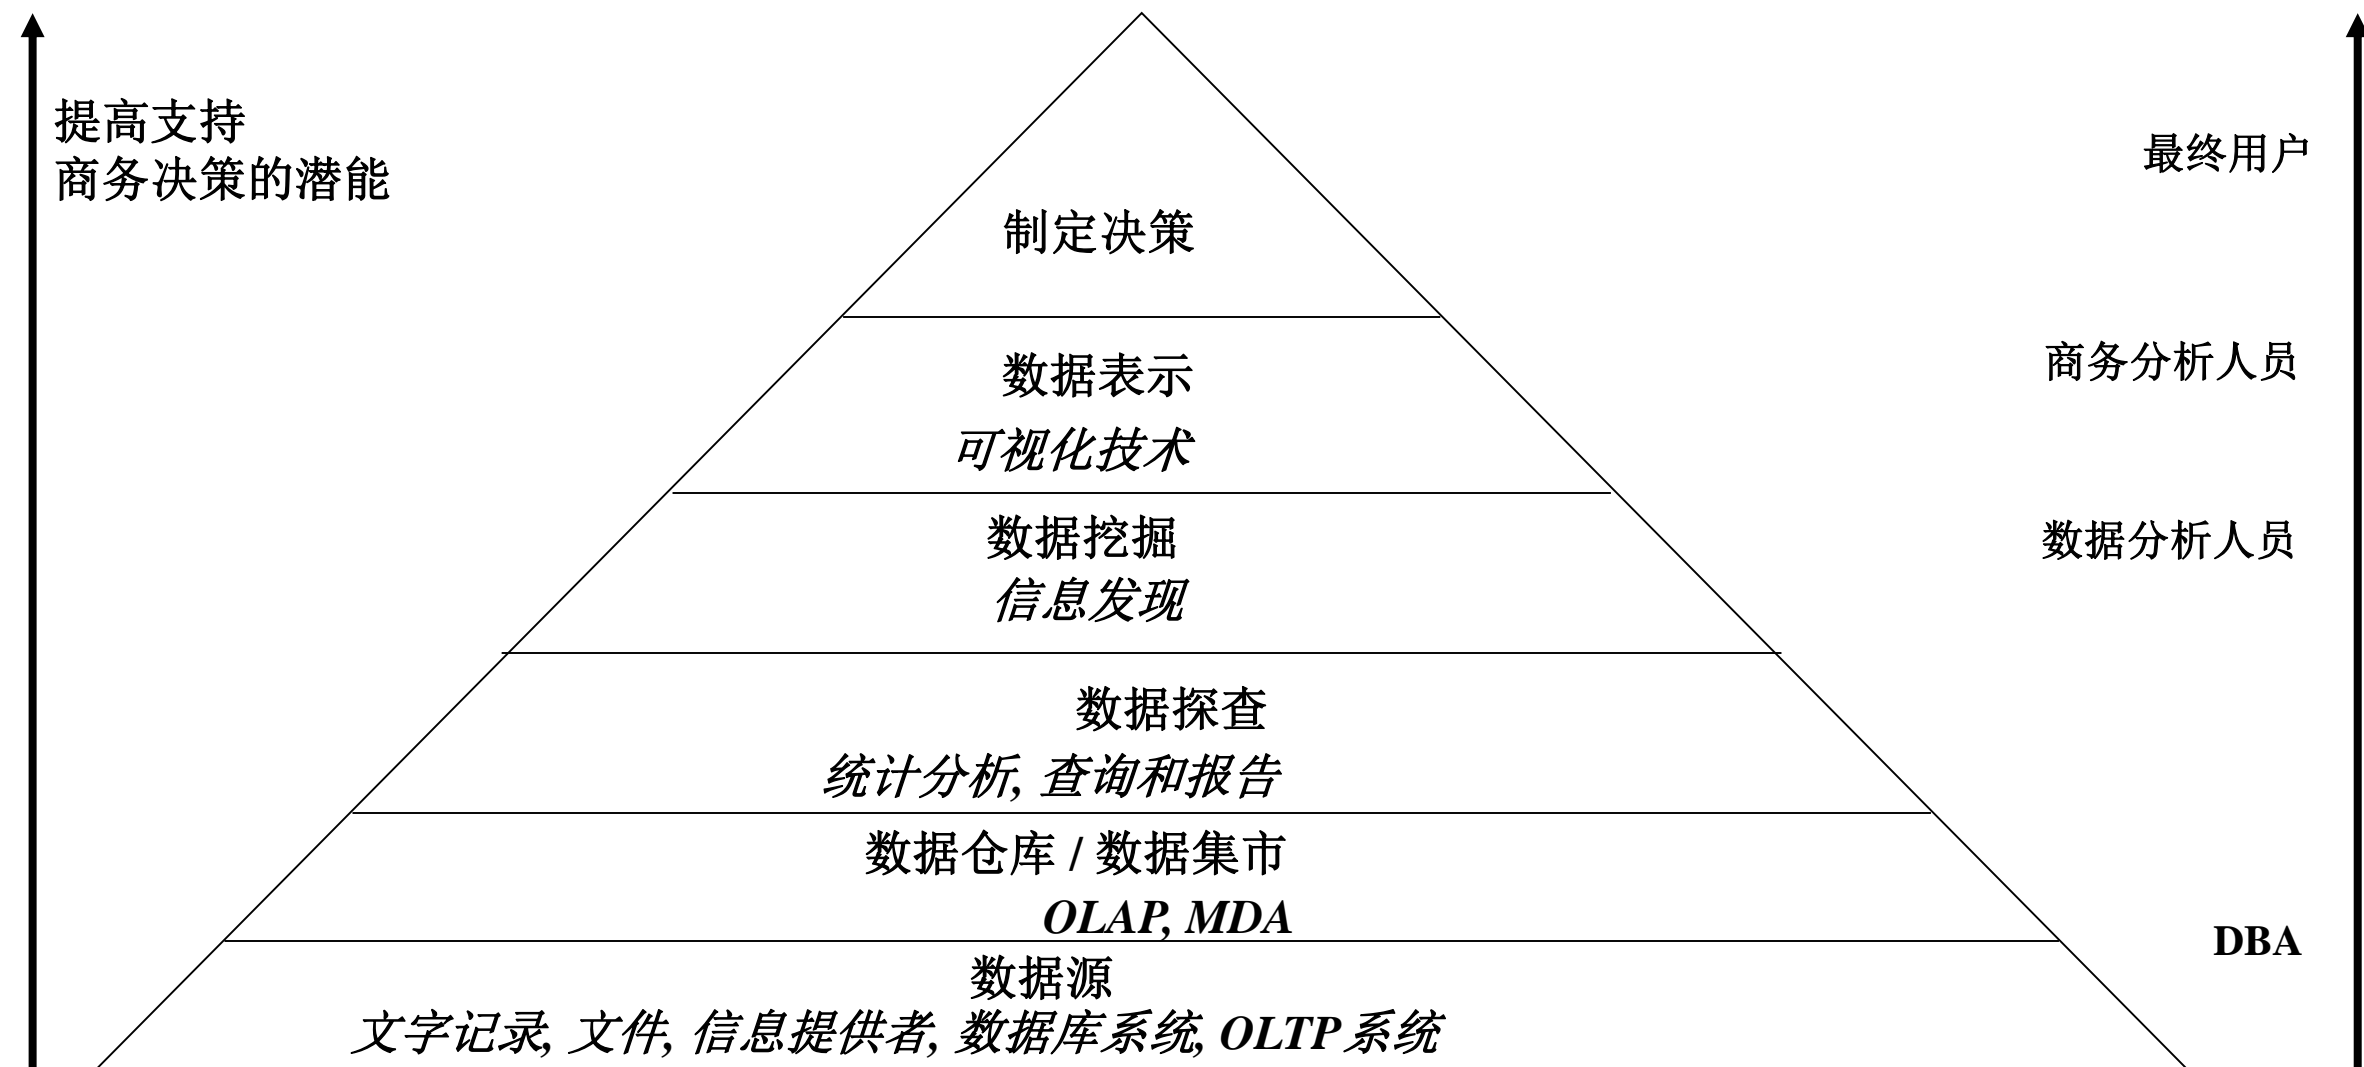 提高支持
商务决策的潜能
最终用户
制定决策
数据表示
商务分析人员
可视化技术
数据挖掘
数据分析人员
信息发现
数据探查
统计分析, 查询和报告
数据仓库 / 数据集市
OLAP, MDA
DBA
数据源
文字记录, 文件, 信息提供者, 数据库系统, OLTP系统